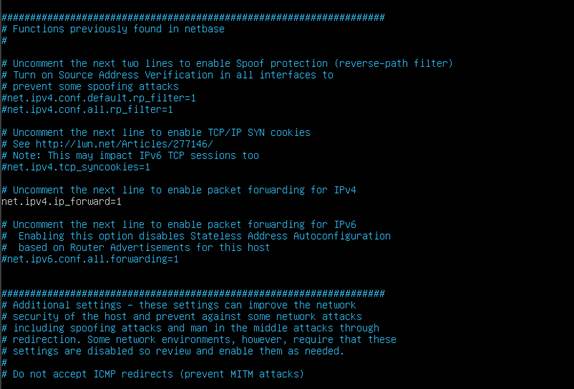 ###################################################################
# Functions previously found in netbase
#
# Uncomment the next two lines to enable Spoof protection (reverse-path filter)
# Turn on Source Address Verification in all interfaces to
# prevent some spoofing attacks
#net.ipv4.conf.default.rp_filter=1
#net.ipv4.conf.all.rp_filter=1
# Uncomment the next line to enable TCP/IP SYN cookies
# See http://lwn.net/Articles/277146/
# Note: This may impact IPv6 TCP sessions too
#net.ipv4.tcp_syncookies=1
# Uncomment the next line to enable packet forwarding for IPv4
net.ipv4.ip_forward=1
# Uncomment the next line to enable packet forwarding for IPv6
#  Enabling this option disables Stateless Address Autoconfiguration
#  based on Router Advertisements for this host
#net.ipv6.conf.all.forwarding=1
###################################################################
# Additional settings - these settings can improve the network
# security of the host and prevent against some network attacks
# including spoofing attacks and man in the middle attacks through
# redirection. Some network environments, however, require that these
# settings are disabled so review and enable them as needed.
#
# Do not accept ICMP redirects (prevent MITM attacks)